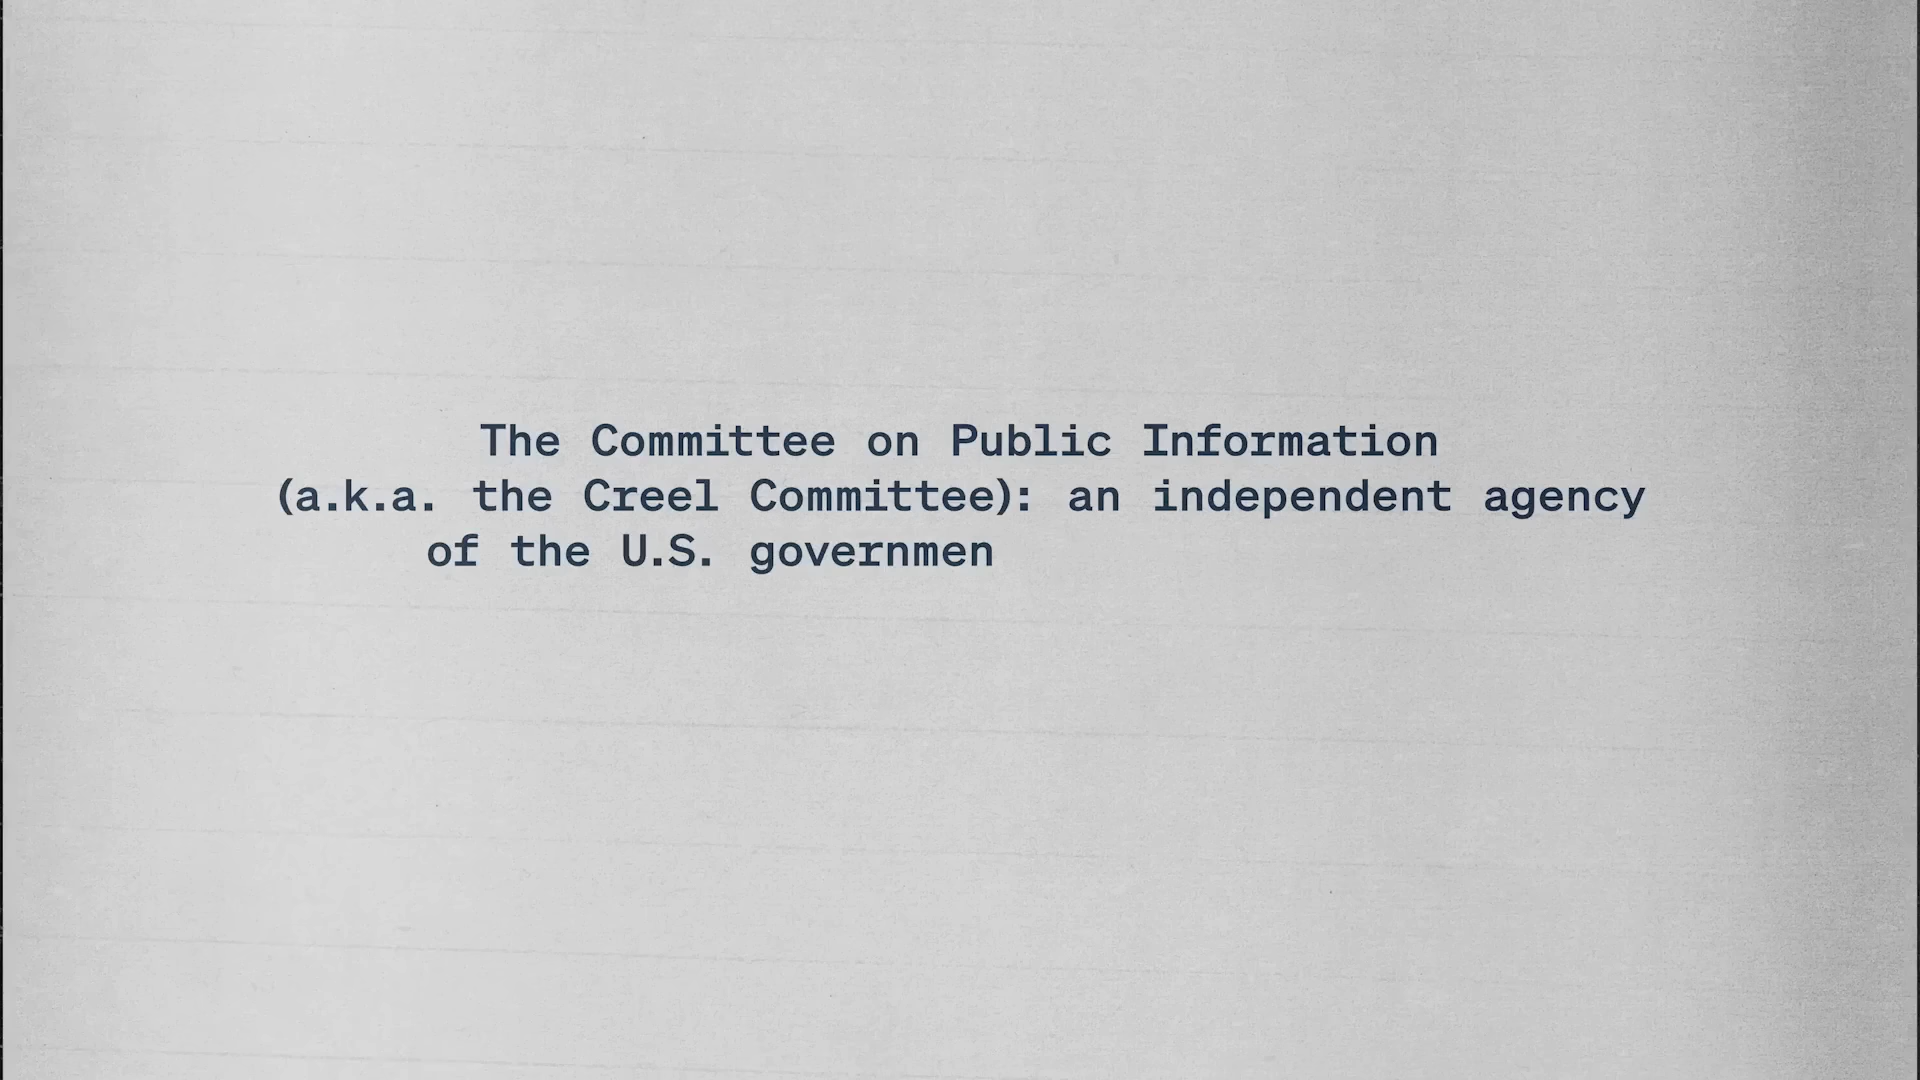 The Committee on Public Information
(a.k.a. the Creel Committee): an independent agency
of the U.S. governmen